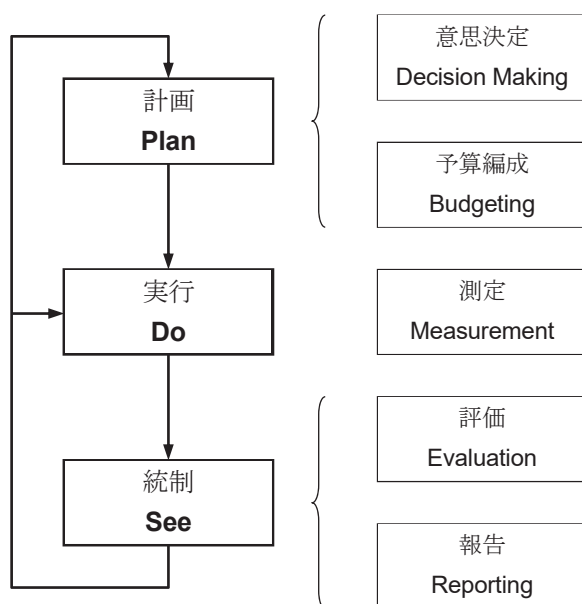 意思決定
Decision Making
計画
Plan
予算編成
Budgeting
実行
Do
測定
Measurement
評価
Evaluation
統制
See
報告
Reporting